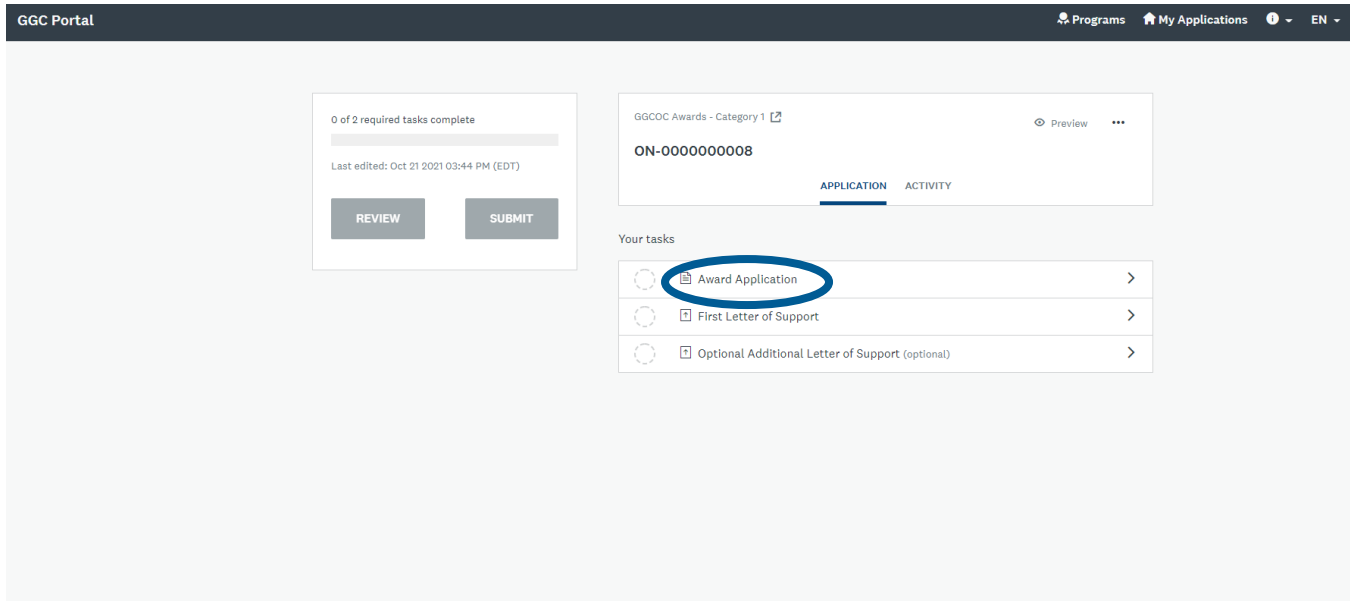 GGC Portal
Programs My Applications EN
0 of 2 required tasks complete
Last edited: Oct 21 2021 03:44 PM (EDT)
REVIEW SUBMIT
GGCOC Awards - Category 1
Preview
ON-0000000008
APPLICATION ACTIVITY
Your tasks
Award Application
First Letter of Support
Optional Additional Letter of Support (optional)